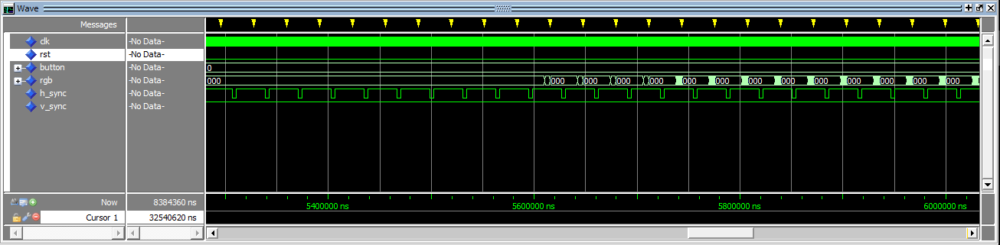 Wave
Messages
clk -No Data-
rst -No Data-
button -No Data- 0
rgb -No Data- 000 000 000 000 000 000 000 000 000 000 000 000 000 000
h_sync -No Data-
v_sync -No Data-
Now 8384360 ns 5400000 ns 5600000 ns 5800000 ns 6000000 ns
Cursor 1 32540620 ns